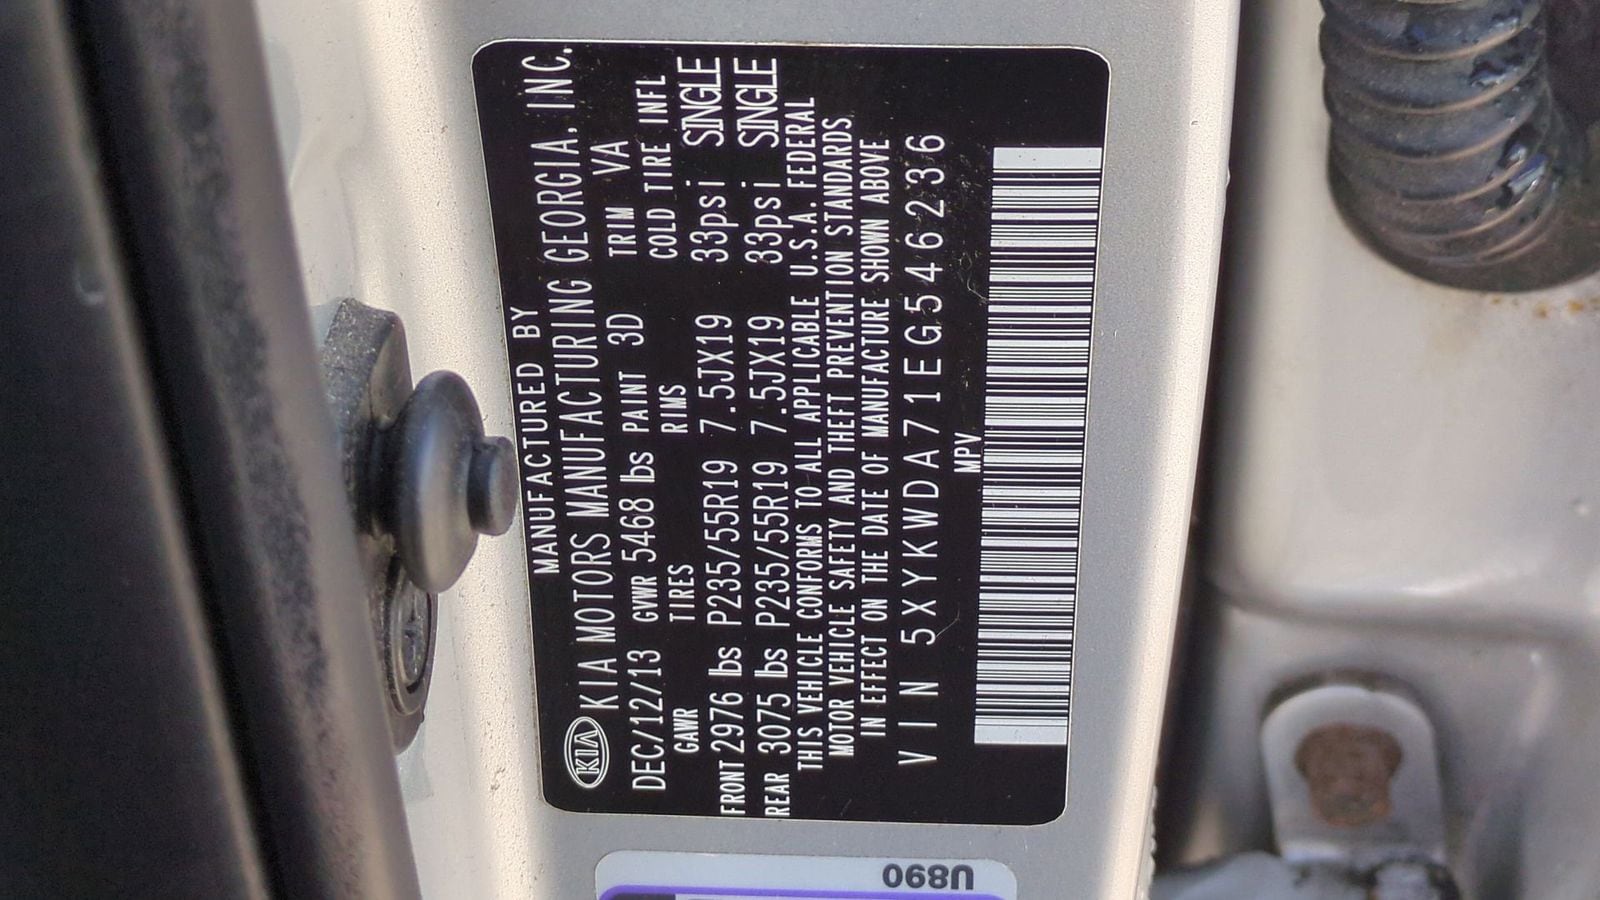 MANUFACTURED BY
KIA KIA MOTORS MANUFACTURING GEORGIA, INC.
DEC/12/13 GVWR 5468 lbs PAINT 3D TRIM VA
GAWR TIRES RIMS COLD TIRE INFL
FRONT 2976 lbs P235/55R19 7.5JX19 33psi SINGLE
REAR 3075 lbs P235/55R19 7.5JX19 33psi SINGLE
THIS VEHICLE CONFORMS TO ALL APPLICABLE U.S.A. FEDERAL
MOTOR VEHICLE SAFETY AND THEFT PREVENTION STANDARDS
IN EFFECT ON THE DATE OF MANUFACTURE SHOWN ABOVE
VIN 5XYKWDA71EG546236
MPV
U890